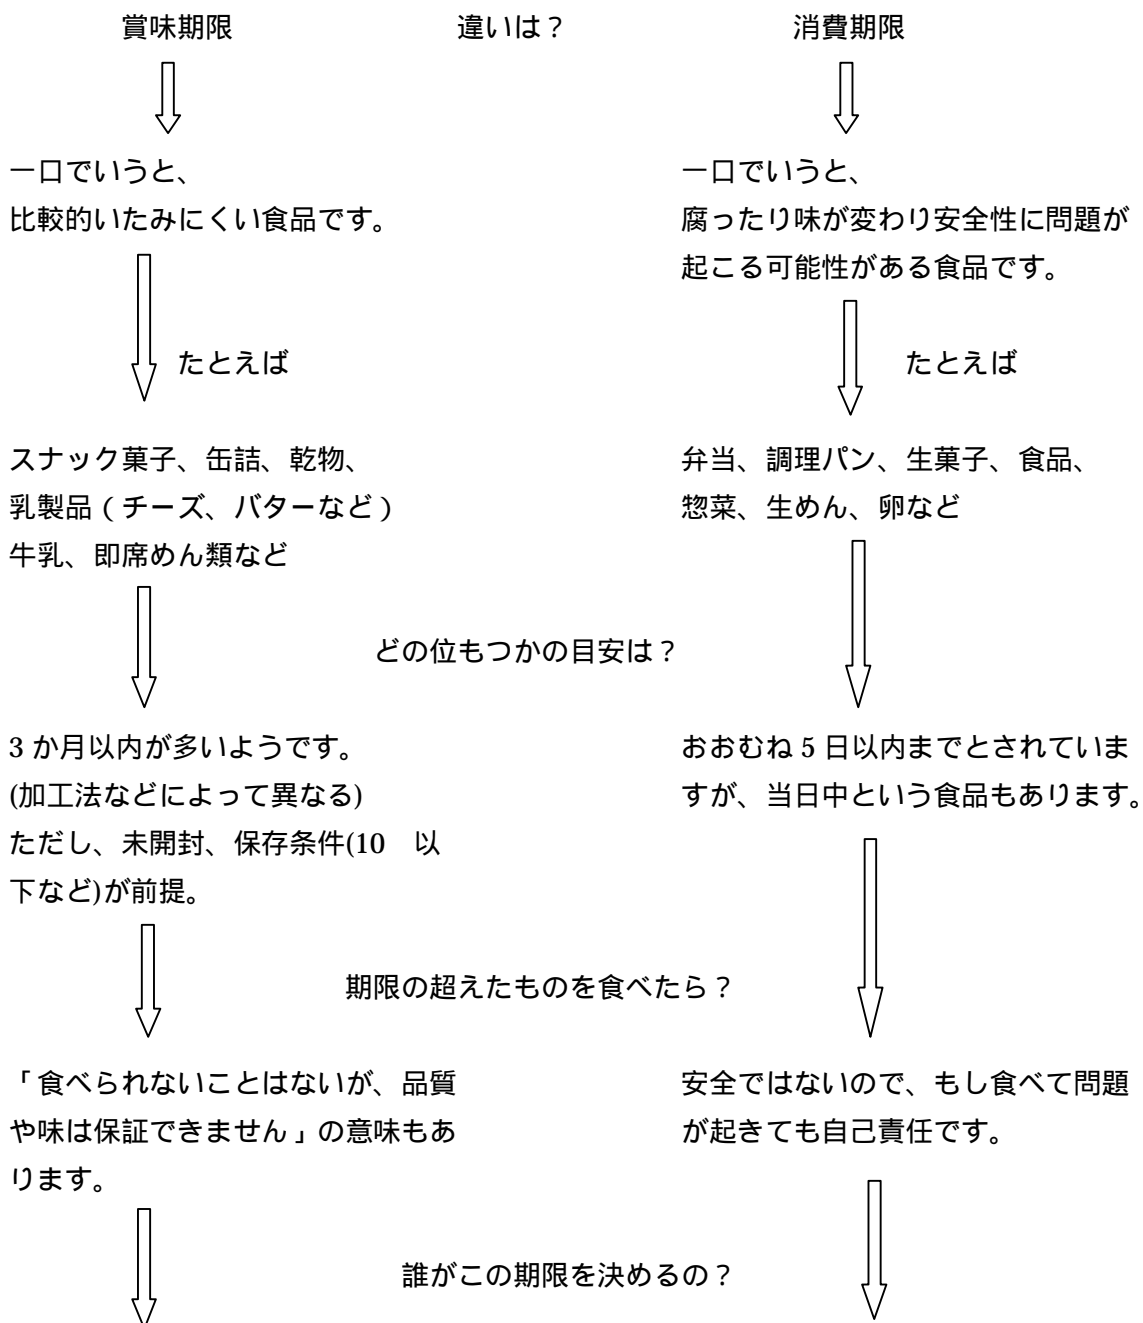 賞味期限 違いは？ 消費期限
一口でいうと、
比較的いたみにくい食品です。
一口でいうと、
腐ったり味が変わり安全性に問題が
起こる可能性がある食品です。
たとえば
たとえば
スナック菓子、缶詰、乾物、
乳製品（チーズ、バターなど）
牛乳、即席めん類など
弁当、調理パン、生菓子、食品、
惣菜、生めん、卵など
どの位もつかの目安は？
3 か月以内が多いようです。
(加工法などによって異なる)
ただし、未開封、保存条件(10　以
下など)が前提。
おおむね 5 日以内までとされていま
すが、当日中という食品もあります。
期限の超えたものを食べたら？
「食べられないことはないが、品質
や味は保証できません」の意味もあ
ります。
安全ではないので、もし食べて問題
が起きても自己責任です。
誰がこの期限を決めるの？